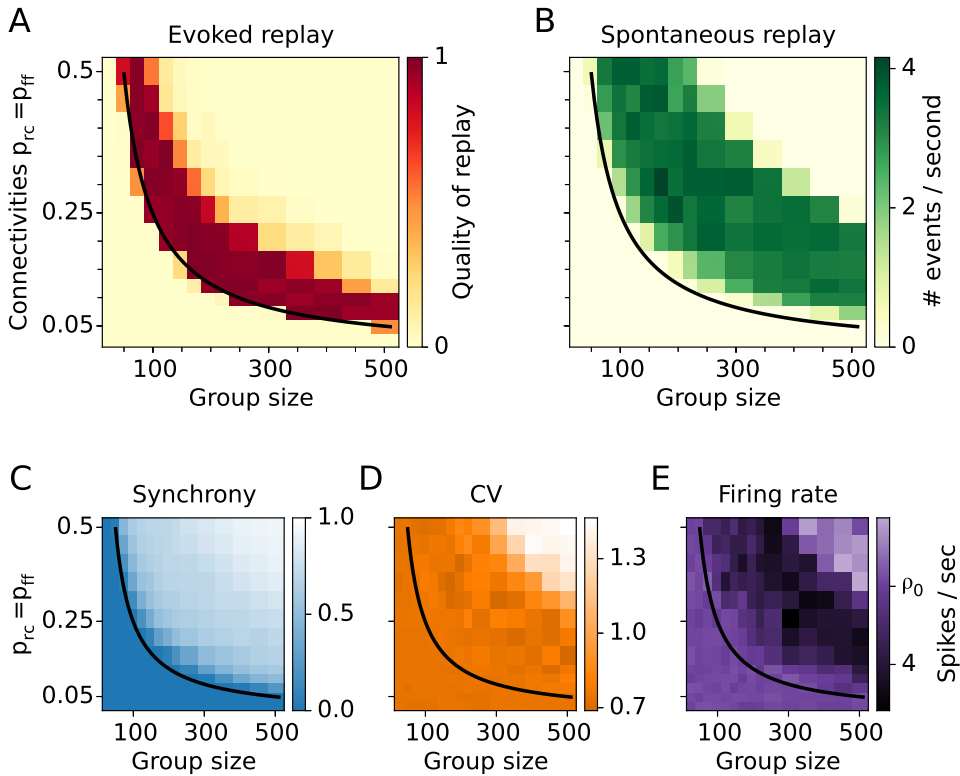 A
Evoked replay
Connectivities p_rc = p_ff
0.5
0.25
0.05
100 300 500
Group size
1
0
Quality of replay
B
Spontaneous replay
100 300 500
Group size
4
2
0
# events / second
C
Synchrony
p_rc = p_ff
0.5
0.25
0.05
100 300 500
Group size
1.0
0.5
0.0
D
CV
100 300 500
Group size
1.3
1.0
0.7
E
Firing rate
100 300 500
Group size
ρ₀
4
Spikes / sec